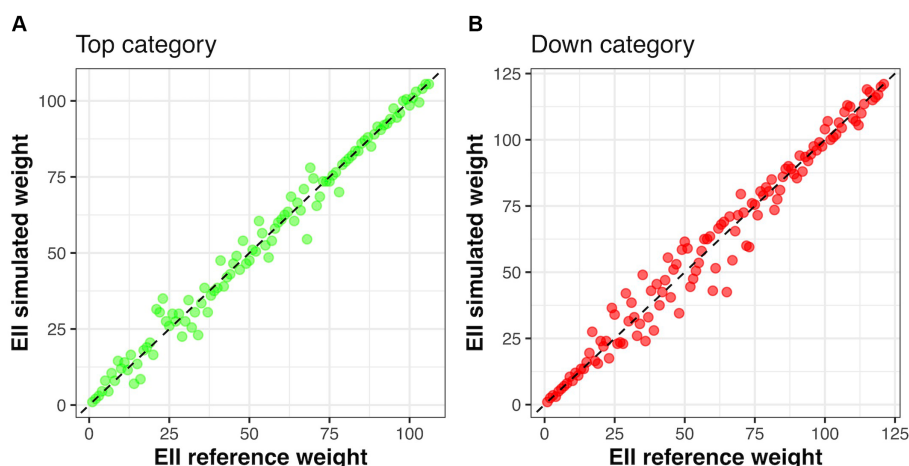 A
Top category
100
75
50
25
0
0 25 50 75 100
EII simulated weight
EII reference weight
B
Down category
125
100
75
50
25
0
0 25 50 75 100 125
EII simulated weight
EII reference weight